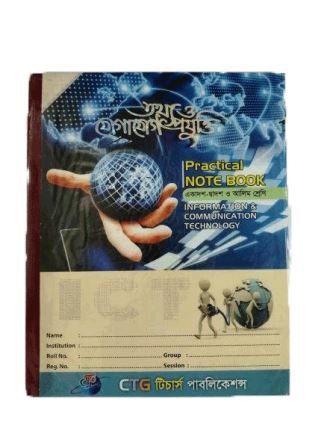 তথ্য ও
যোগাযোগ প্রযুক্তি
Practical
NOTE BOOK
একাদশ-দ্বাদশ ও আলিম শ্রেণি
INFORMATION &
COMMUNICATION
TECHNOLOGY
ICT
Name :
Institution :
Roll No. : Group :
Reg. No. : Session :
CTG টিচার্স পাবলিকেশন্স